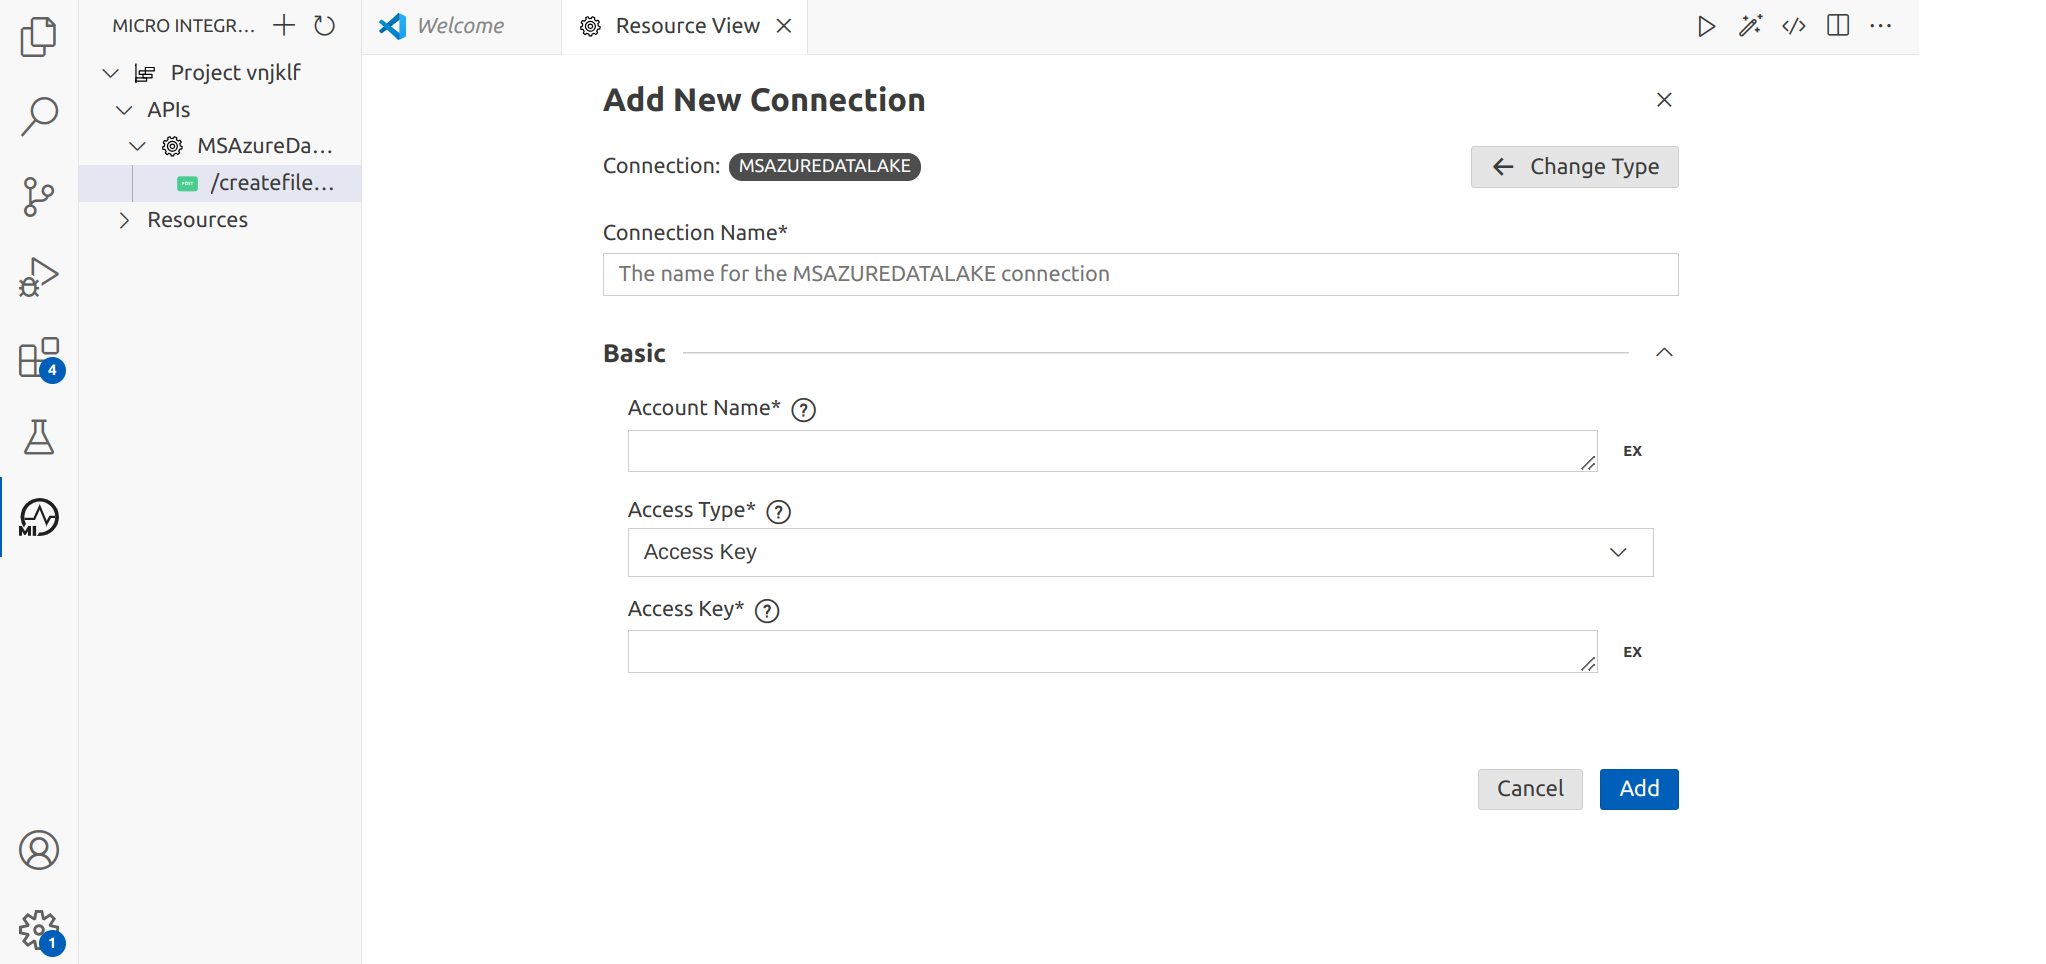 MICRO INTEGR...
Project vnjklf
APIs
MSAzureDa...
POST /createfile...
Resources
4
MI
1
Welcome
Resource View
Add New Connection
Connection: MSAZUREDATALAKE
Change Type
Connection Name*
The name for the MSAZUREDATALAKE connection
Basic
Account Name* ?
EX
Access Type* ?
Access Key
Access Key* ?
EX
Cancel
Add